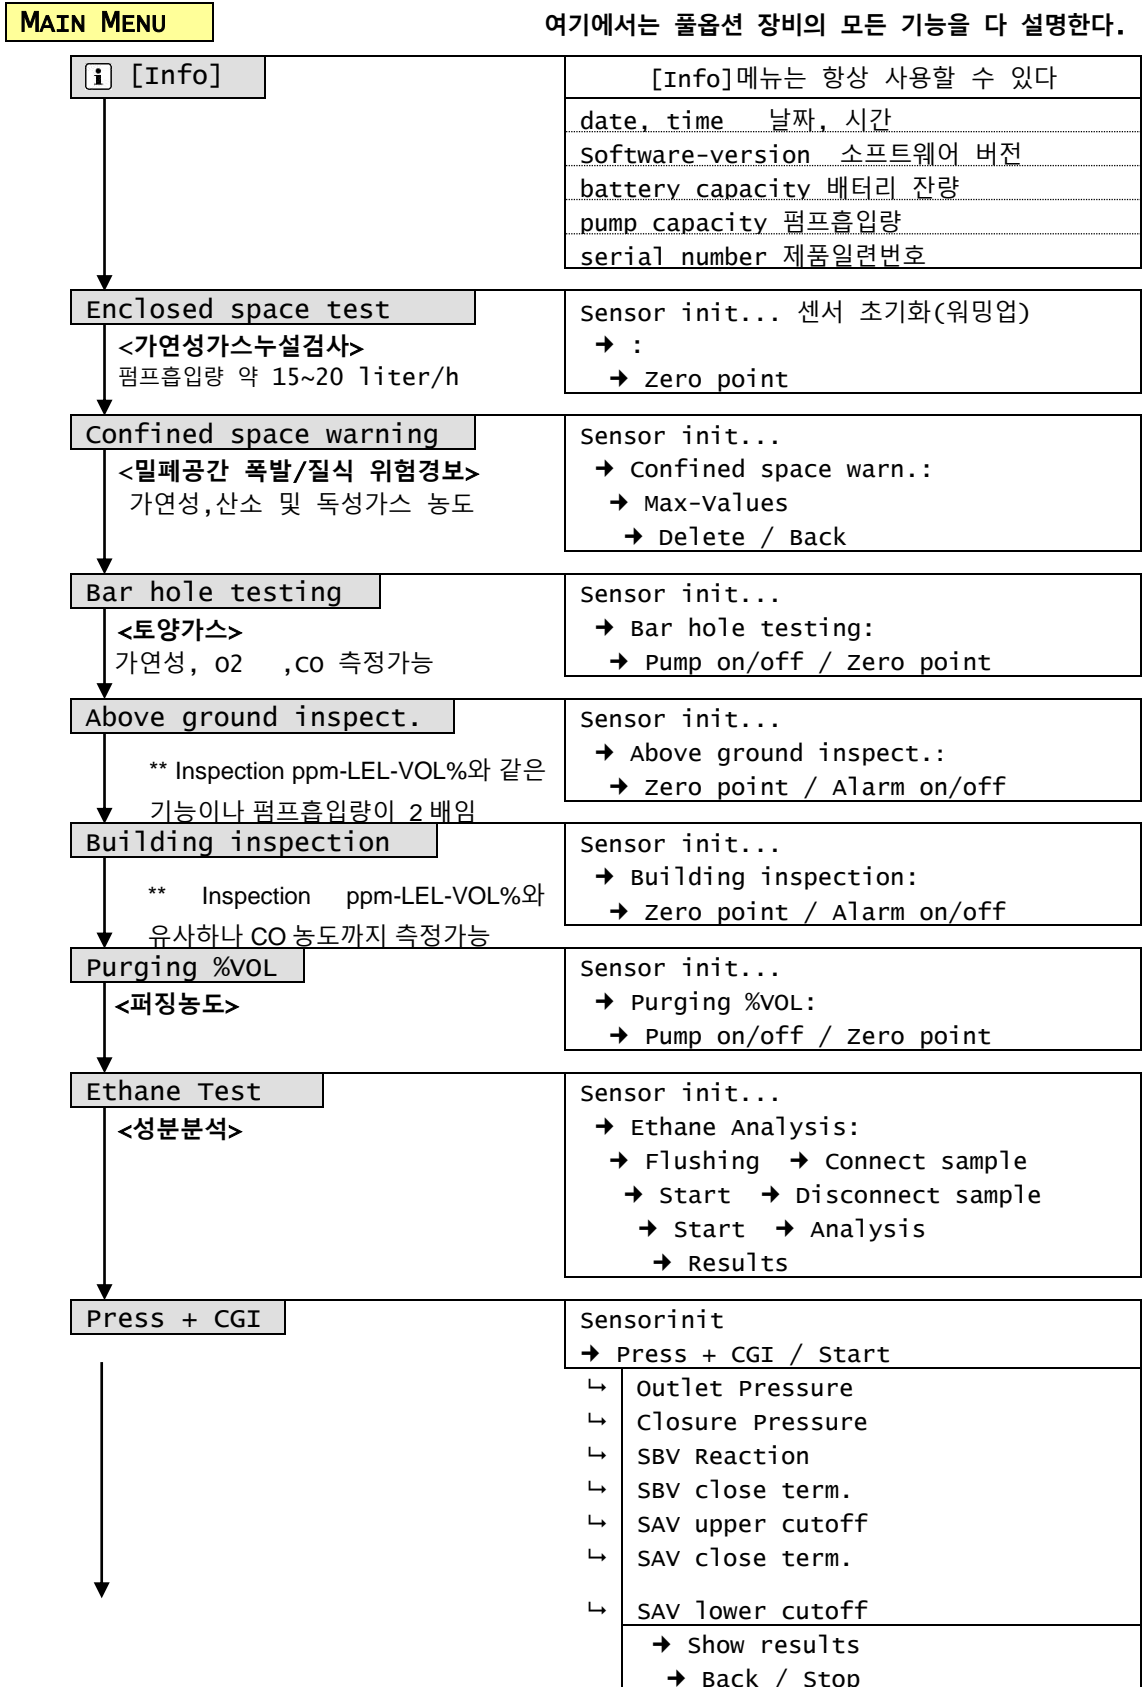 MAIN MENU
여기에서는 풀옵션 장비의 모든 기능을 다 설명한다.
i [Info]
[Info]메뉴는 항상 사용할 수 있다
date, time 날짜, 시간
Software-version 소프트웨어 버전
battery capacity 배터리 잔량
pump capacity 펌프흡입량
serial number 제품일련번호
Enclosed space test
<가연성가스누설검사>
펌프흡입량 약 15~20 liter/h
Sensor init... 센서 초기화(워밍업)
➔ :
➔ Zero point
Confined space warning
<밀폐공간 폭발/질식 위험경보>
가연성,산소 및 독성가스 농도
Sensor init...
➔ Confined space warn.:
➔ Max-Values
➔ Delete / Back
Bar hole testing
<토양가스>
가연성, O2 ,CO 측정가능
Sensor init...
➔ Bar hole testing:
➔ Pump on/off / Zero point
Above ground inspect.
** Inspection ppm-LEL-VOL%와 같은
기능이나 펌프흡입량이 2배임
Sensor init...
➔ Above ground inspect.:
➔ Zero point / Alarm on/off
Building inspection
** Inspection ppm-LEL-VOL%와
유사하나 CO 농도까지 측정가능
Sensor init...
➔ Building inspection:
➔ Zero point / Alarm on/off
Purging %VOL
<퍼징농도>
Sensor init...
➔ Purging %VOL:
➔ Pump on/off / Zero point
Ethane Test
<성분분석>
Sensor init...
➔ Ethane Analysis:
➔ Flushing ➔ Connect sample
➔ Start ➔ Disconnect sample
➔ Start ➔ Analysis
➔ Results
Press + CGI
Sensorinit
➔ Press + CGI / Start
↪ Outlet Pressure
↪ Closure Pressure
↪ SBV Reaction
↪ SBV close term.
↪ SAV upper cutoff
↪ SAV close term.
↪ SAV lower cutoff
➔ Show results
➔ Back / Stop